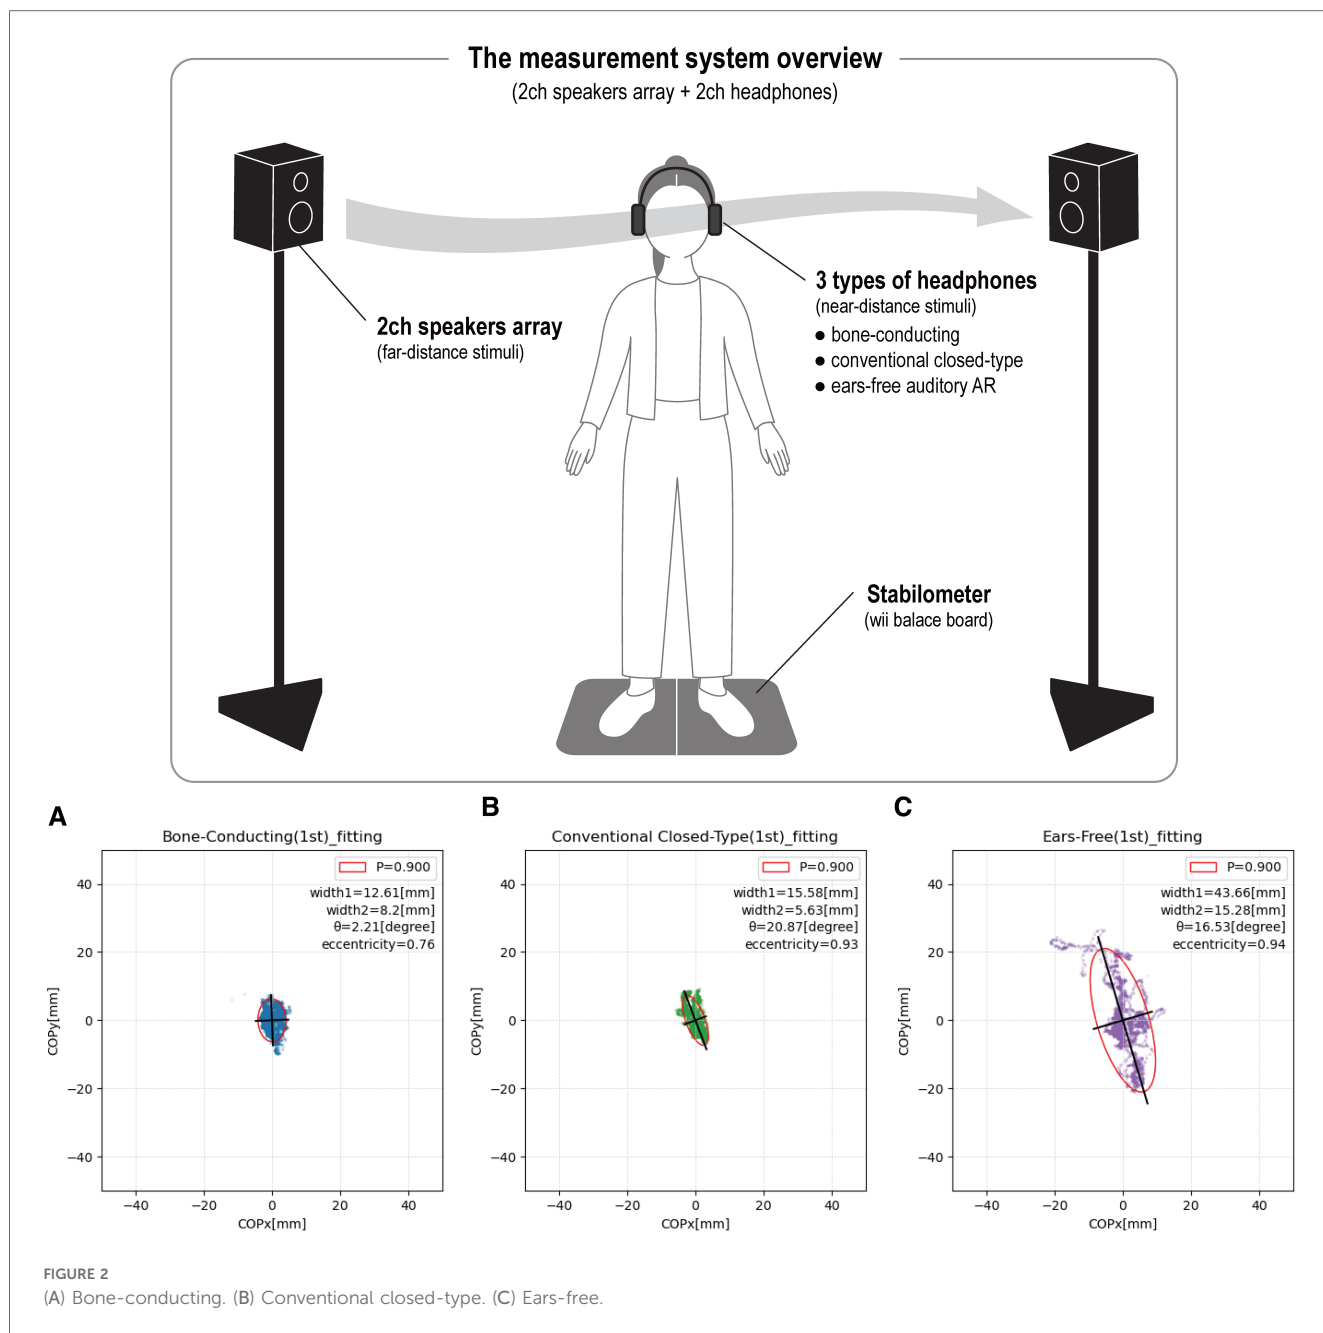 The measurement system overview
(2ch speakers array + 2ch headphones)
3 types of headphones
(near-distance stimuli)
● bone-conducting
● conventional closed-type
● ears-free auditory AR
2ch speakers array
(far-distance stimuli)
Stabilometer
(wii balace board)
A
Bone-Conducting(1st)_fitting
P=0.900
width1=12.61[mm]
width2=8.2[mm]
θ=2.21[degree]
eccentricity=0.76
40
20
0
−20
−40
COPy[mm]
−40 −20 0 20 40
COPx[mm]
B
Conventional Closed-Type(1st)_fitting
P=0.900
width1=15.58[mm]
width2=5.63[mm]
θ=20.87[degree]
eccentricity=0.93
40
20
0
−20
−40
COPy[mm]
−40 −20 0 20 40
COPx[mm]
C
Ears-Free(1st)_fitting
P=0.900
width1=43.66[mm]
width2=15.28[mm]
θ=16.53[degree]
eccentricity=0.94
40
20
0
−20
−40
COPy[mm]
−40 −20 0 20 40
COPx[mm]
FIGURE 2
(A) Bone-conducting. (B) Conventional closed-type. (C) Ears-free.